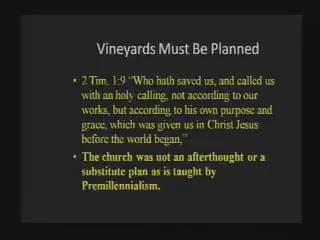 Vineyards Must Be Planned
• 2 Tim. 1:9 “Who hath saved us, and called us
with an holy calling, not according to our
works, but according to his own purpose and
grace, which was given us in Christ Jesus
before the world began,”
• The church was not an afterthought or a
substitute plan as is taught by
Premillennialism.